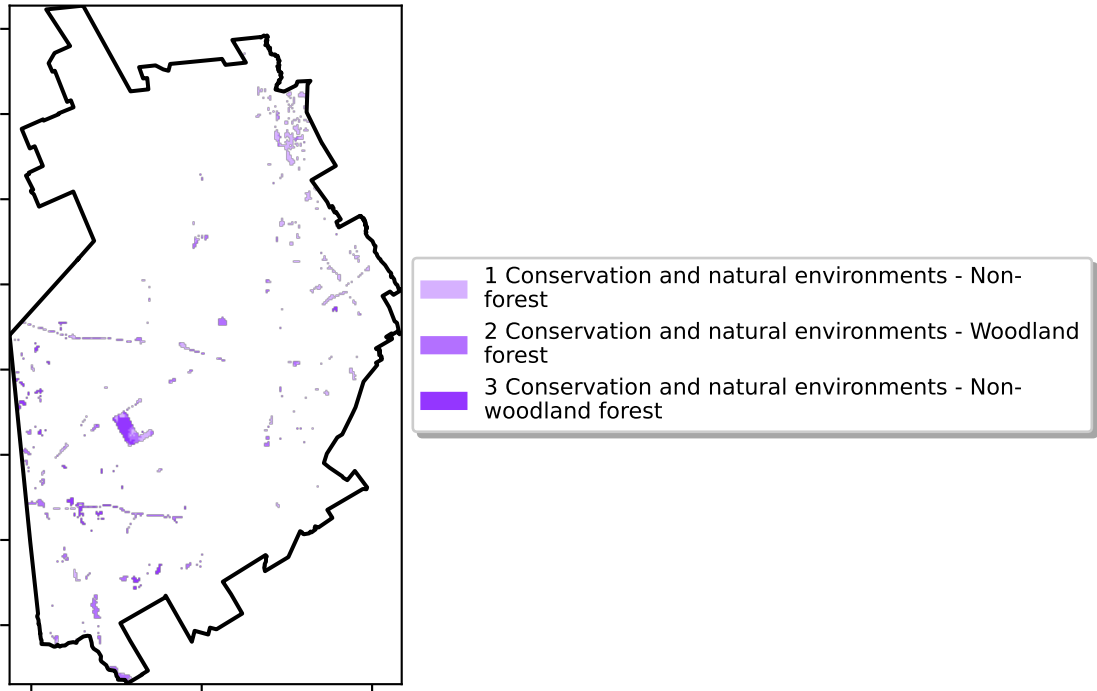 1 Conservation and natural environments - Non-
forest
2 Conservation and natural environments - Woodland
forest
3 Conservation and natural environments - Non-
woodland forest